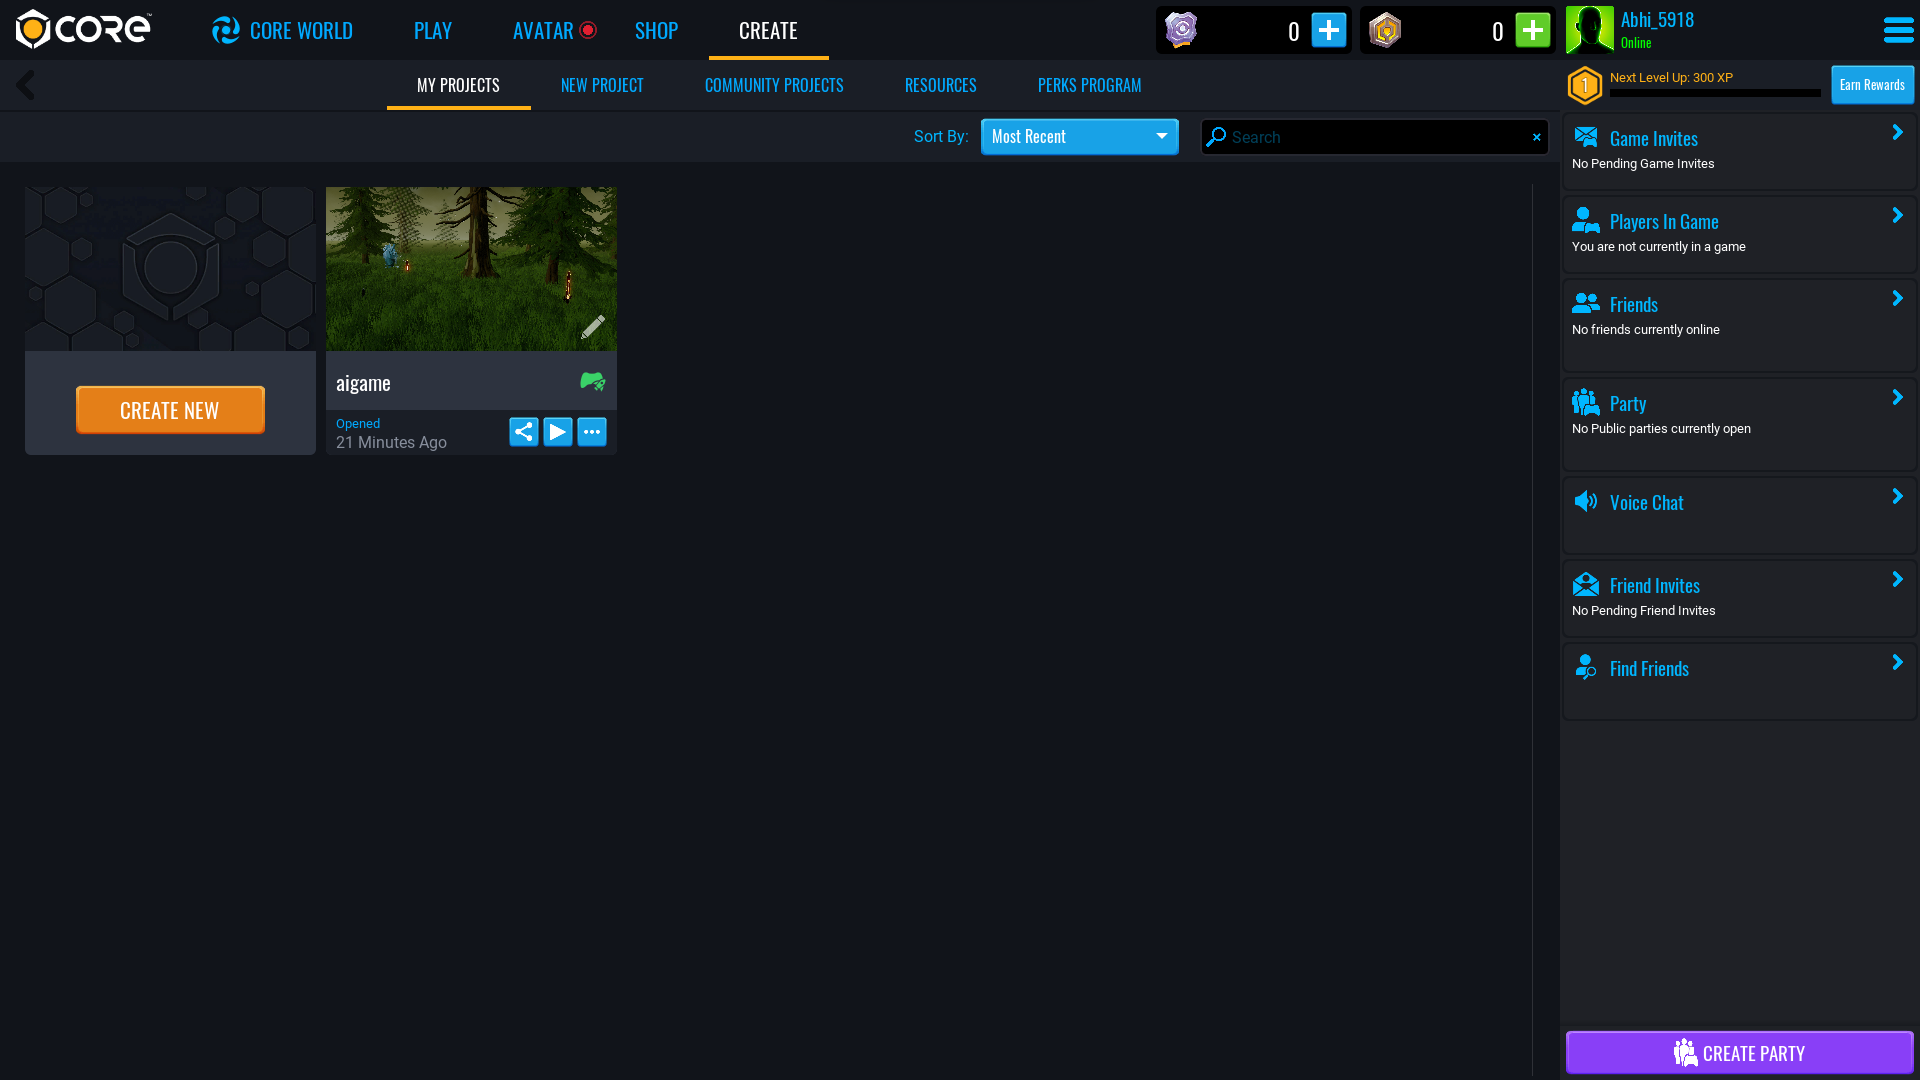 CORE™
CORE WORLD
PLAY
AVATAR
SHOP
CREATE
0
0
Abhi_5918
Online
MY PROJECTS
NEW PROJECT
COMMUNITY PROJECTS
RESOURCES
PERKS PROGRAM
1
Next Level Up: 300 XP
Earn Rewards
Sort By:
Most Recent
Search
CREATE NEW
aigame
Opened
21 Minutes Ago
Game Invites
No Pending Game Invites
Players In Game
You are not currently in a game
Friends
No friends currently online
Party
No Public parties currently open
Voice Chat
Friend Invites
No Pending Friend Invites
Find Friends
CREATE PARTY